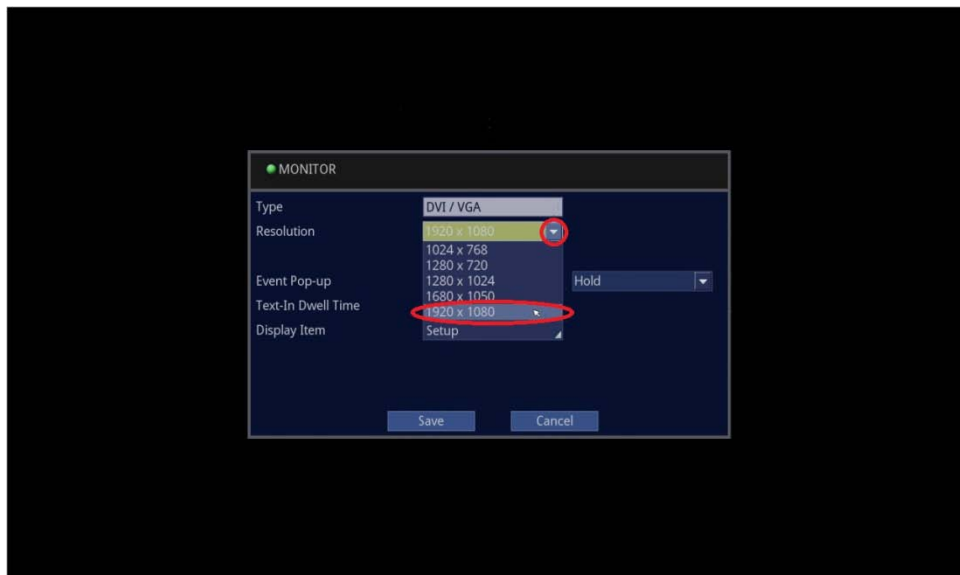 MONITOR
Type DVI / VGA
Resolution 1920 x 1080
1024 x 768
1280 x 720
Event Pop-up 1280 x 1024 Hold
1680 x 1050
Text-In Dwell Time 1920 x 1080
Display Item Setup
Save Cancel